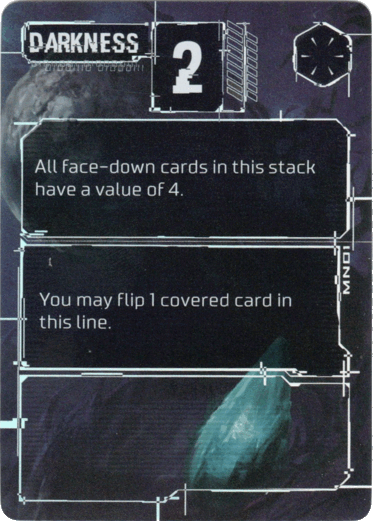 DARKNESS
2
All face-down cards in this stack
have a value of 4.
You may flip 1 covered card in
this line.
MN01